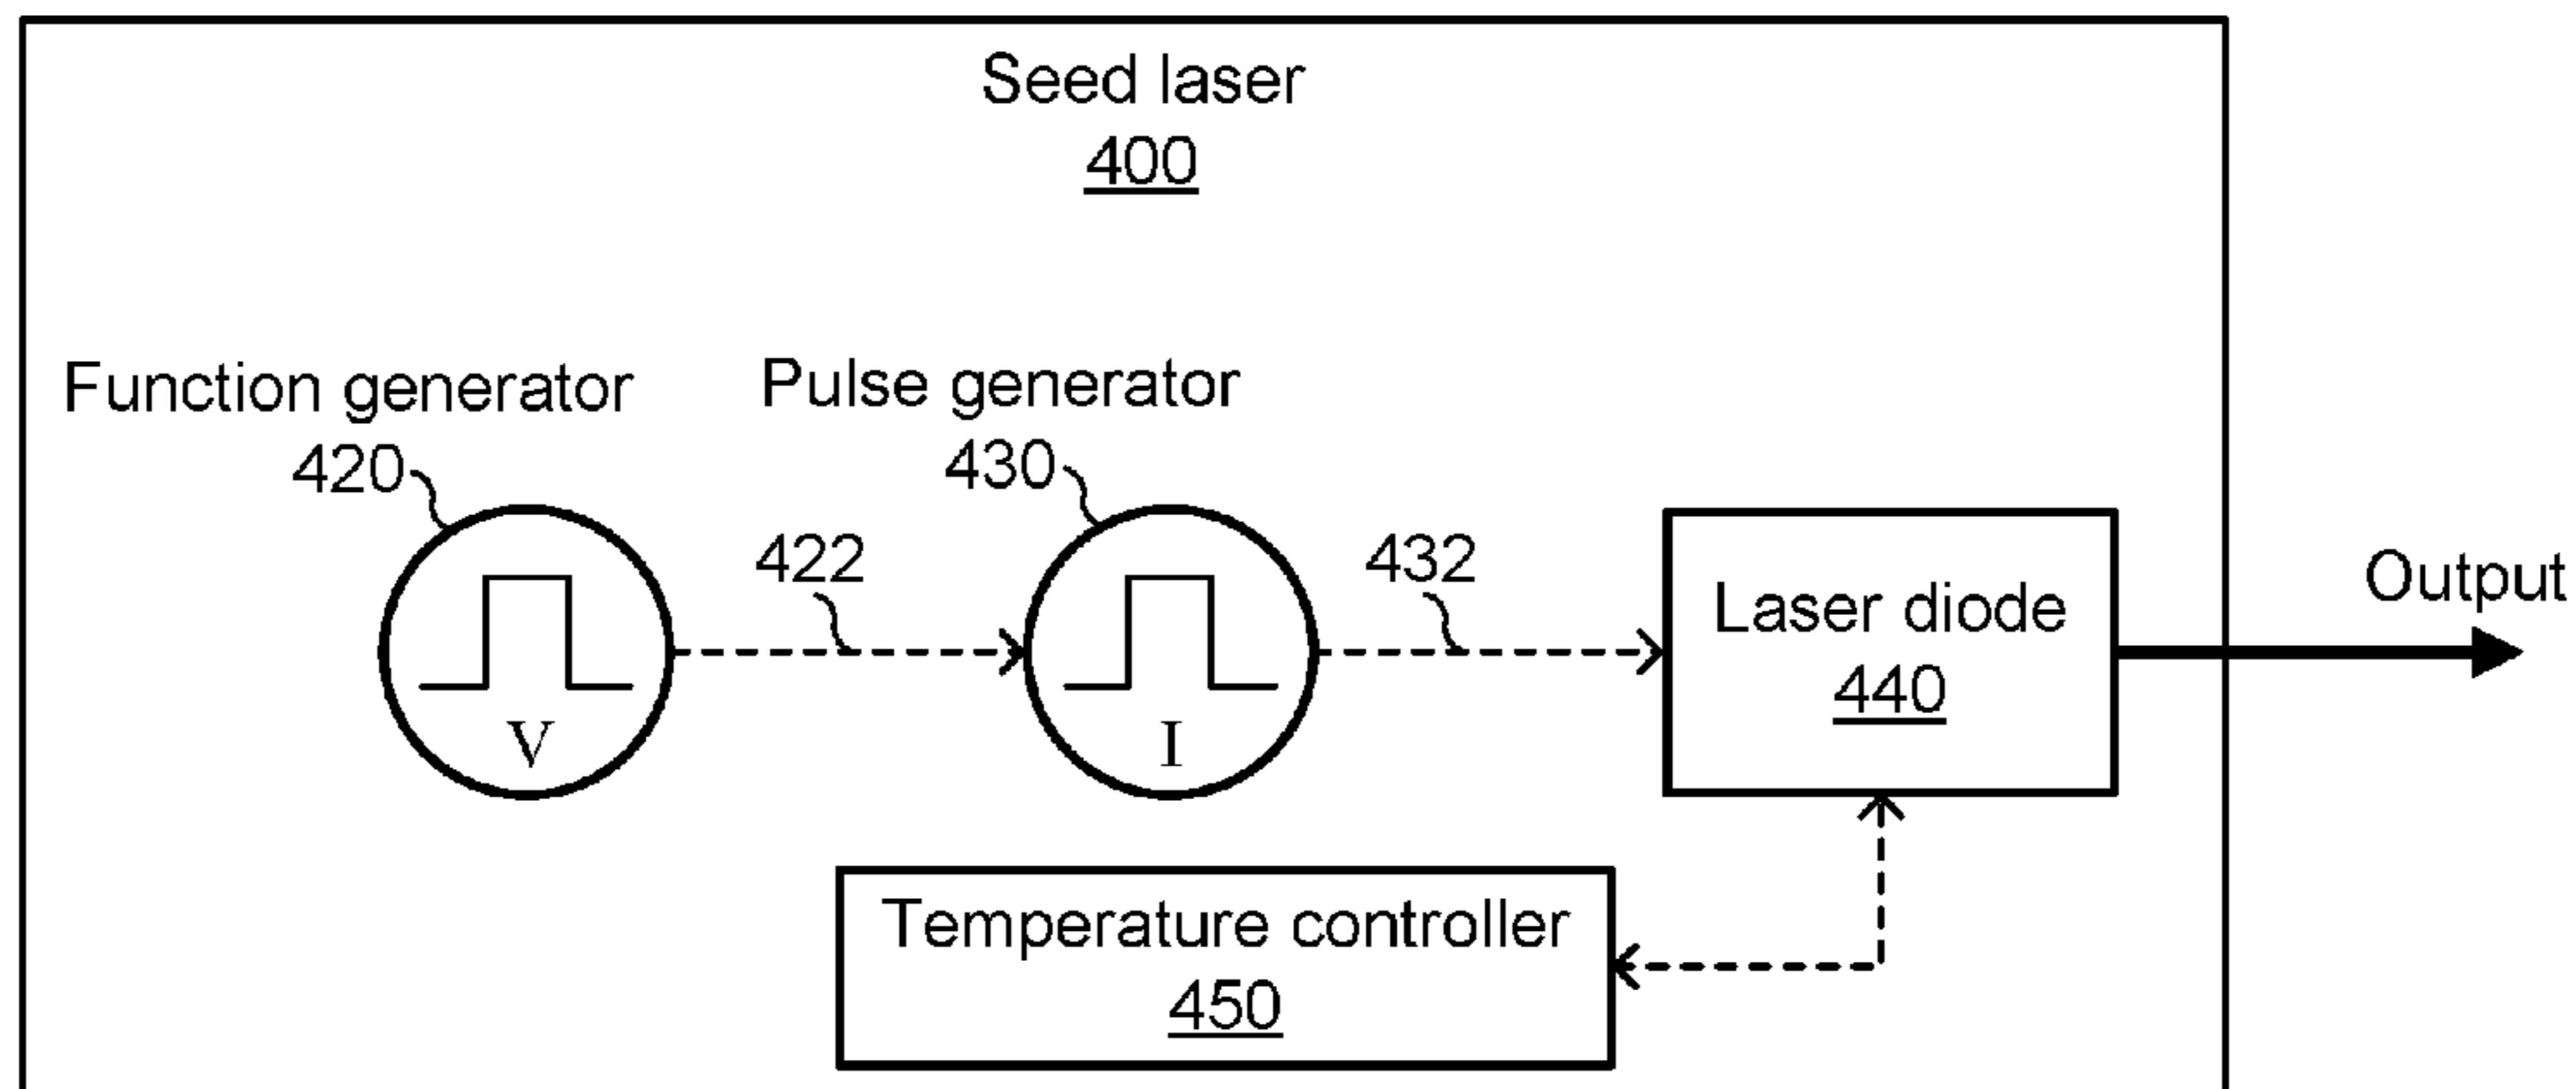 Seed laser
400
Function generator
420
Pulse generator
430
422
432
V
I
Laser diode
440
Output
Temperature controller
450